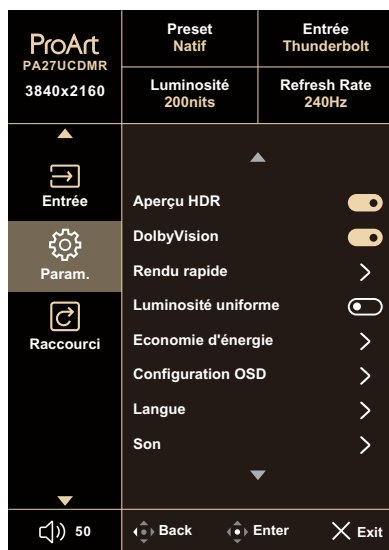 ProArt
PA27UCDMR
3840x2160
Preset
Natif
Entrée
Thunderbolt
Luminosité
200nits
Refresh Rate
240Hz
Entrée
Param.
Raccourci
Aperçu HDR
DolbyVision
Rendu rapide
Luminosité uniforme
Economie d'énergie
Configuration OSD
Langue
Son
50
Back
Enter
Exit